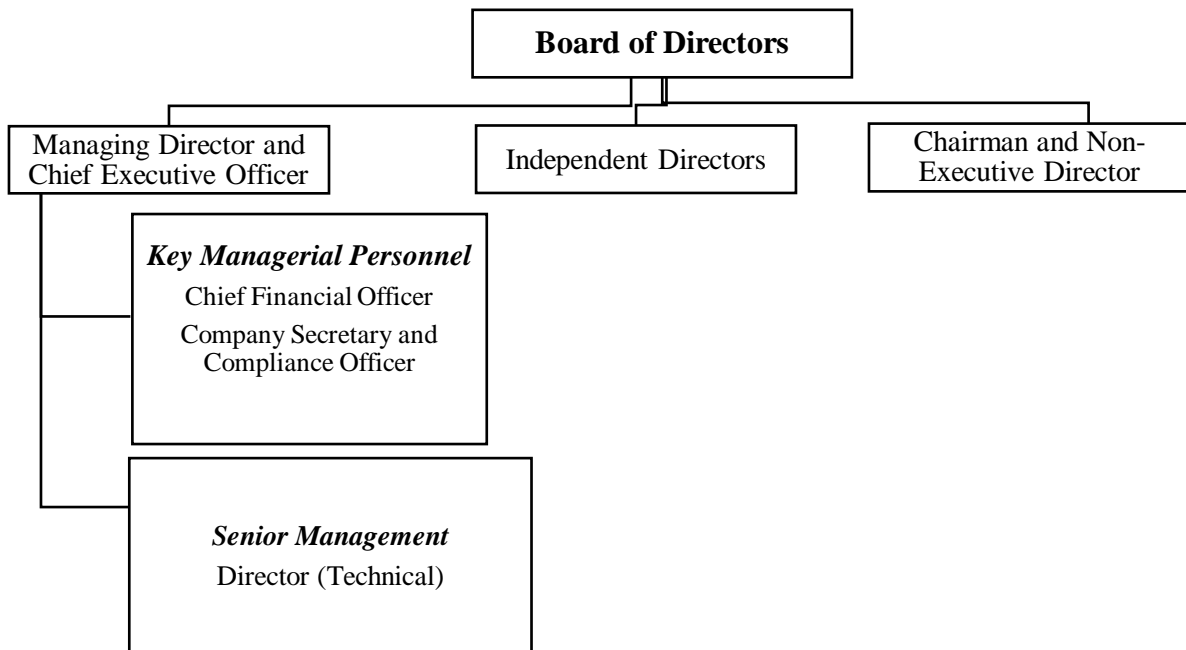 Board of Directors
Managing Director and
Chief Executive Officer
Independent Directors
Chairman and Non-
Executive Director
Key Managerial Personnel
Chief Financial Officer
Company Secretary and
Compliance Officer
Senior Management
Director (Technical)